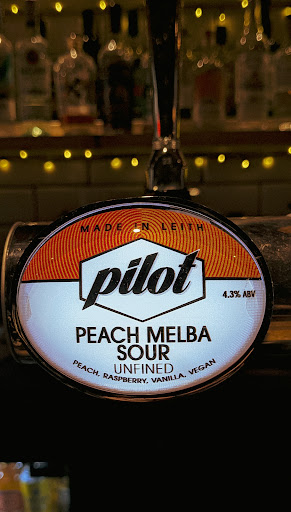 MADE IN LEITH
pilot
4.3% ABV
PEACH MELBA
SOUR
UNFINED
PEACH, RASPBERRY, VANILLA, VEGAN